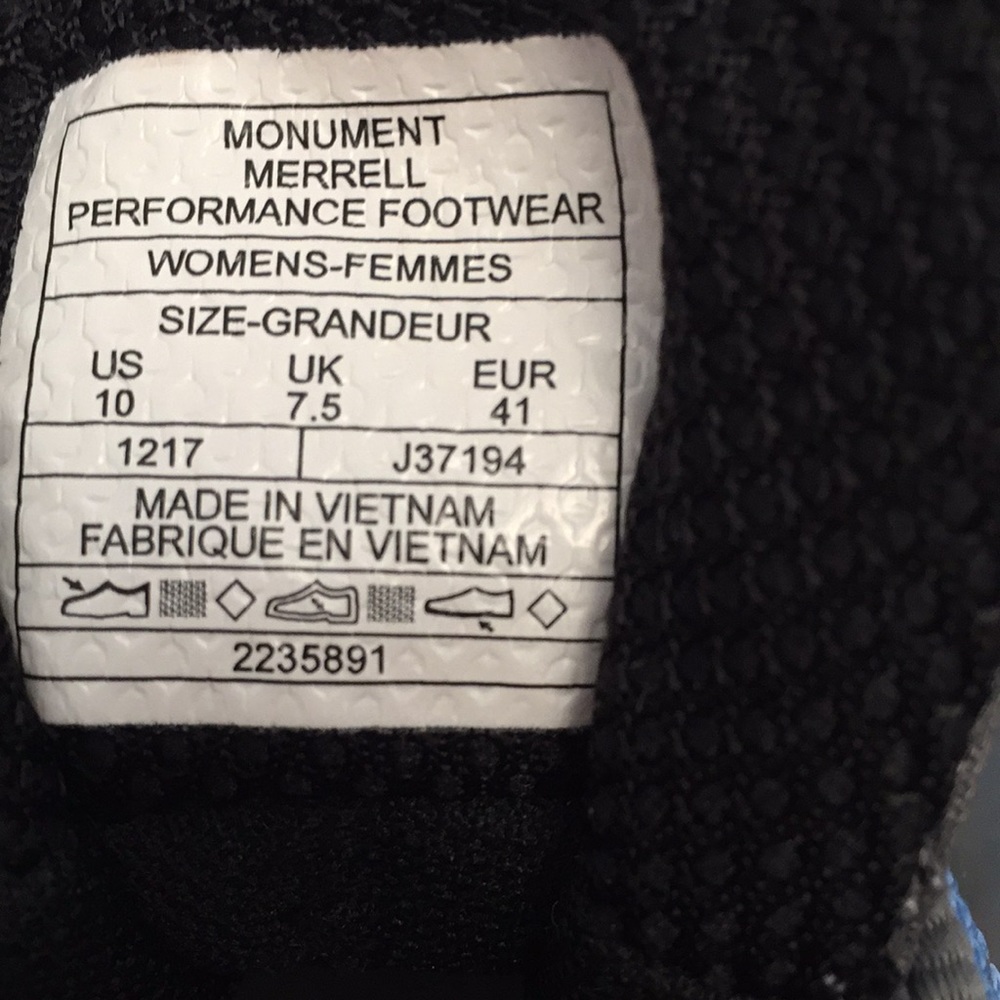 MONUMENT
MERRELL
PERFORMANCE FOOTWEAR
WOMENS-FEMMES
SIZE-GRANDEUR
US UK EUR
10 7.5 41
1217 J37194
MADE IN VIETNAM
FABRIQUE EN VIETNAM
2235891